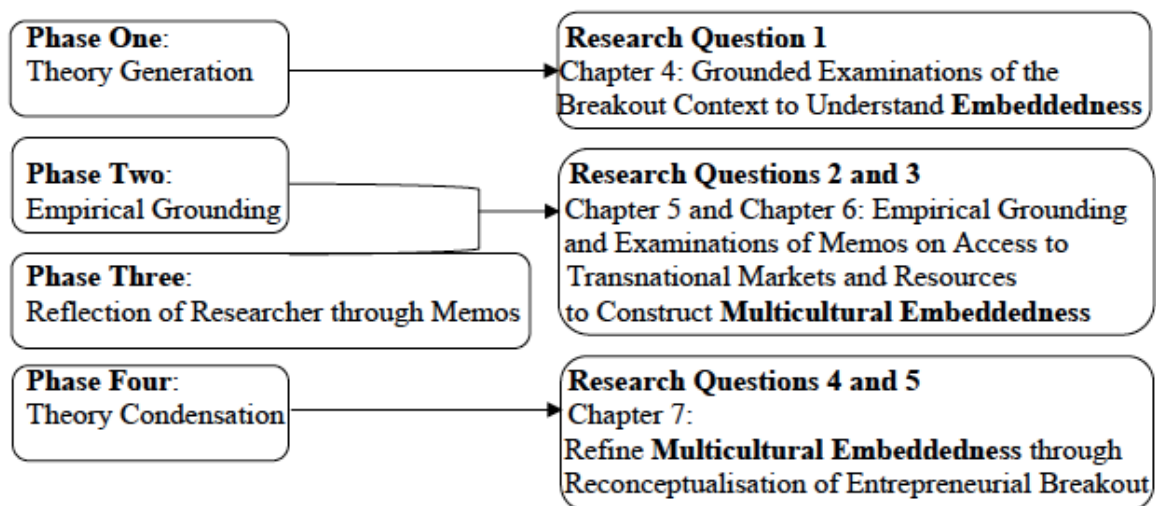 Phase One:
Theory Generation
Research Question 1
Chapter 4: Grounded Examinations of the
Breakout Context to Understand Embeddedness
Phase Two:
Empirical Grounding
Phase Three:
Reflection of Researcher through Memos
Research Questions 2 and 3
Chapter 5 and Chapter 6: Empirical Grounding
and Examinations of Memos on Access to
Transnational Markets and Resources
to Construct Multicultural Embeddedness
Phase Four:
Theory Condensation
Research Questions 4 and 5
Chapter 7:
Refine Multicultural Embeddedness through
Reconceptualisation of Entrepreneurial Breakout